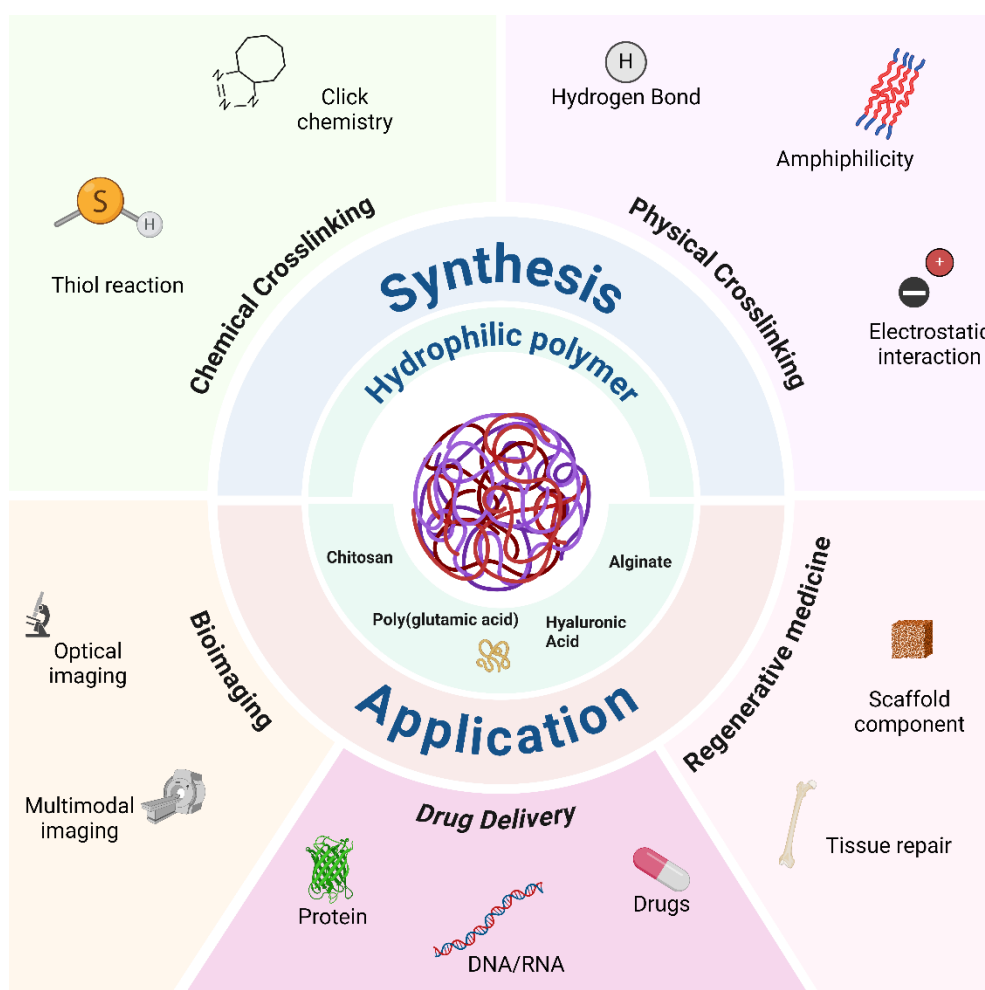 Click
chemistry
N
N
N
S
H
Thiol reaction
Chemical Crosslinking
H
Hydrogen Bond
Amphiphilicity
Physical Crosslinking
+
−
Electrostatic
interaction
Synthesis
Hydrophilic polymer
Chitosan
Alginate
Poly(glutamic acid)
Hyaluronic
Acid
Application
Bioimaging
Optical
imaging
Multimodal
imaging
Drug Delivery
Protein
DNA/RNA
Drugs
Regenerative medicine
Scaffold
component
Tissue repair